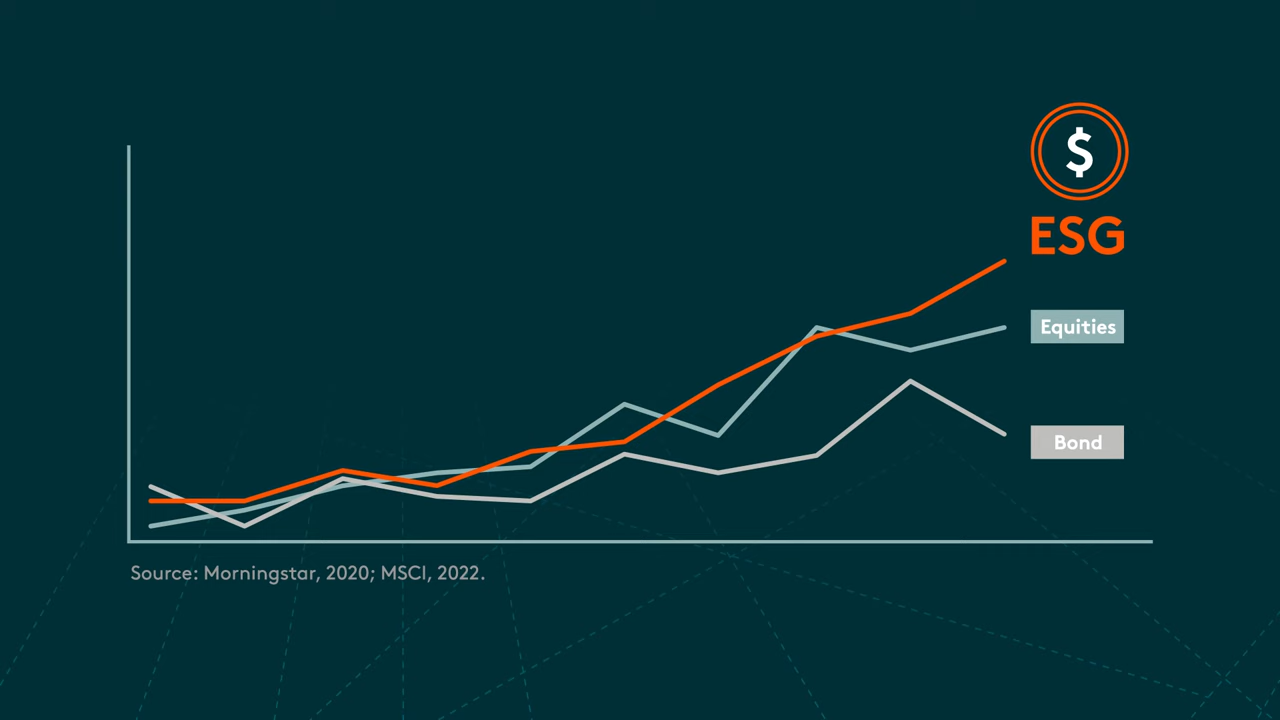 $
ESG
Equities
Bond
Source: Morningstar, 2020; MSCI, 2022.